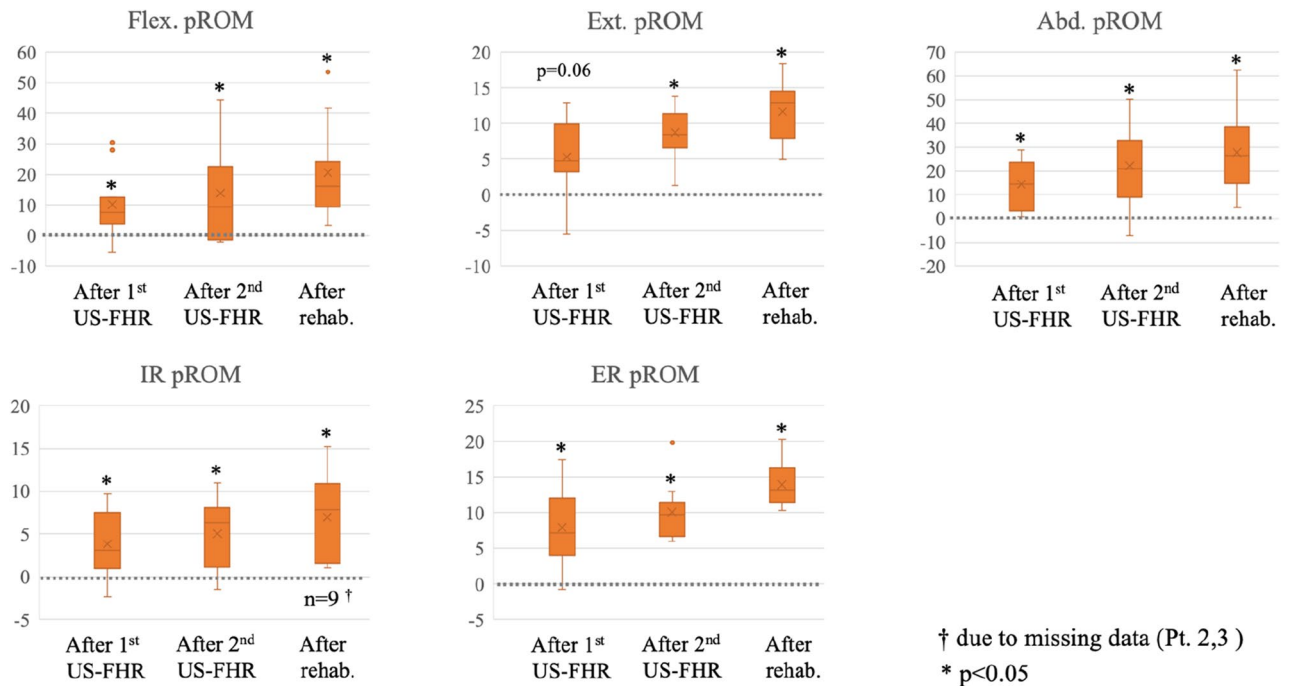 Flex. pROM
60
*
50
*
40
30
*
20
10
0
-10
After 1st
US-FHR
After 2nd
US-FHR
After
rehab.
Ext. pROM
20
p=0.06
*
*
15
10
5
0
-5
-10
After 1st
US-FHR
After 2nd
US-FHR
After
rehab.
Abd. pROM
70
*
60
*
50
40
*
30
20
10
0
-10
-20
After 1st
US-FHR
After 2nd
US-FHR
After
rehab.
IR pROM
20
*
15
*
*
10
5
0
n=9 †
-5
After 1st
US-FHR
After 2nd
US-FHR
After
rehab.
ER pROM
25
*
*
20
*
15
10
5
0
-5
After 1st
US-FHR
After 2nd
US-FHR
After
rehab.
† due to missing data (Pt. 2,3 )
* p<0.05